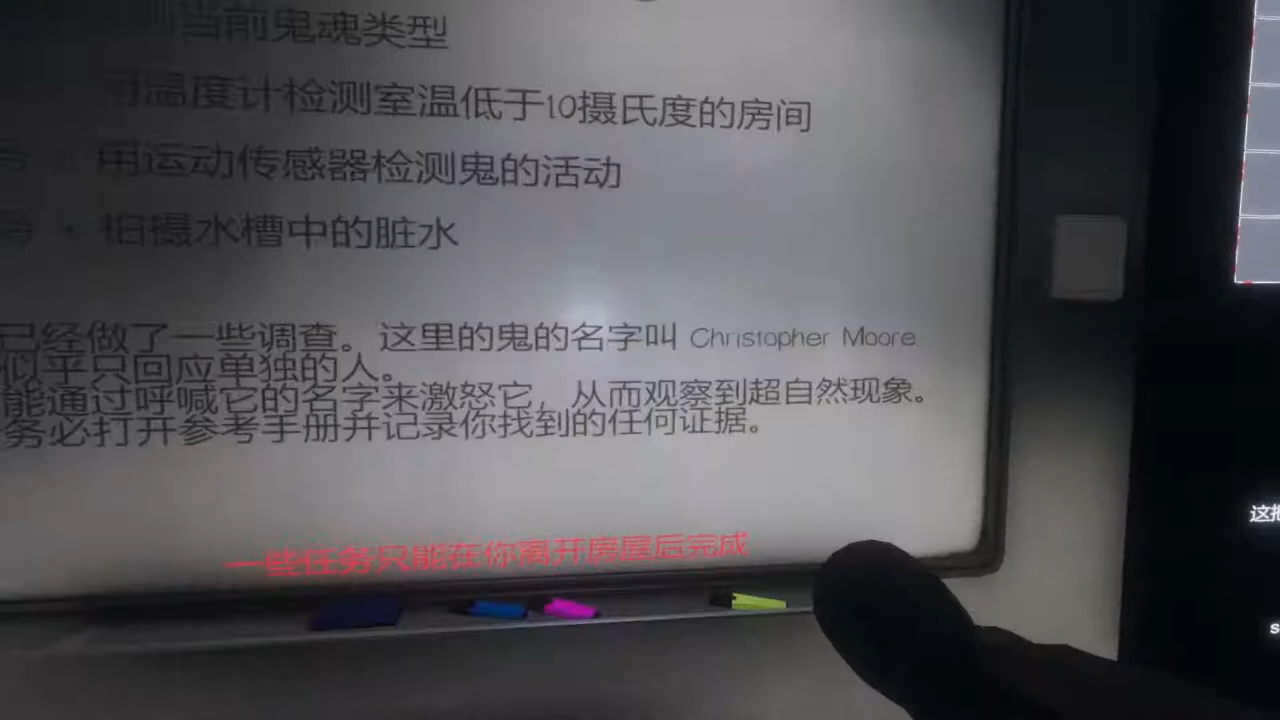 当前鬼魂类型
用温度计检测室温低于10摄氏度的房间
务 · 用运动传感器检测鬼的活动
务 · 拍摄水槽中的脏水
已经做了一些调查。这里的鬼的名字叫 Christopher Moore
似乎只回应单独的人。
能通过呼喊它的名字来激怒它，从而观察到超自然现象。
务必打开参考手册并记录你找到的任何证据。
一些任务只能在你离开房屋后完成
这
s